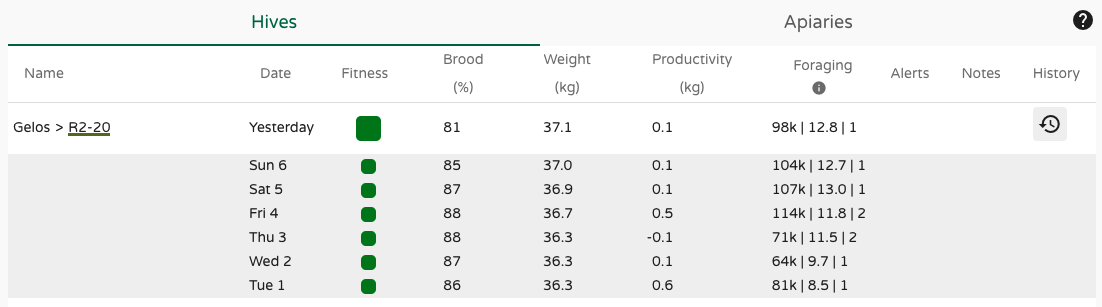 Hives Apiaries ?
Name Date Fitness Brood (%) Weight (kg) Productivity (kg) Foraging Alerts Notes History
Gelos > R2-20 Yesterday 81 37.1 0.1 98k | 12.8 | 1
Sun 6 85 37.0 0.1 104k | 12.7 | 1
Sat 5 87 36.9 0.1 107k | 13.0 | 1
Fri 4 88 36.7 0.5 114k | 11.8 | 2
Thu 3 88 36.3 -0.1 71k | 11.5 | 2
Wed 2 87 36.3 0.1 64k | 9.7 | 1
Tue 1 86 36.3 0.6 81k | 8.5 | 1